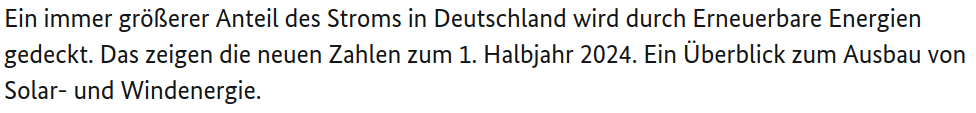 Ein immer größerer Anteil des Stroms in Deutschland wird durch Erneuerbare Energien
gedeckt. Das zeigen die neuen Zahlen zum 1. Halbjahr 2024. Ein Überblick zum Ausbau von
Solar- und Windenergie.